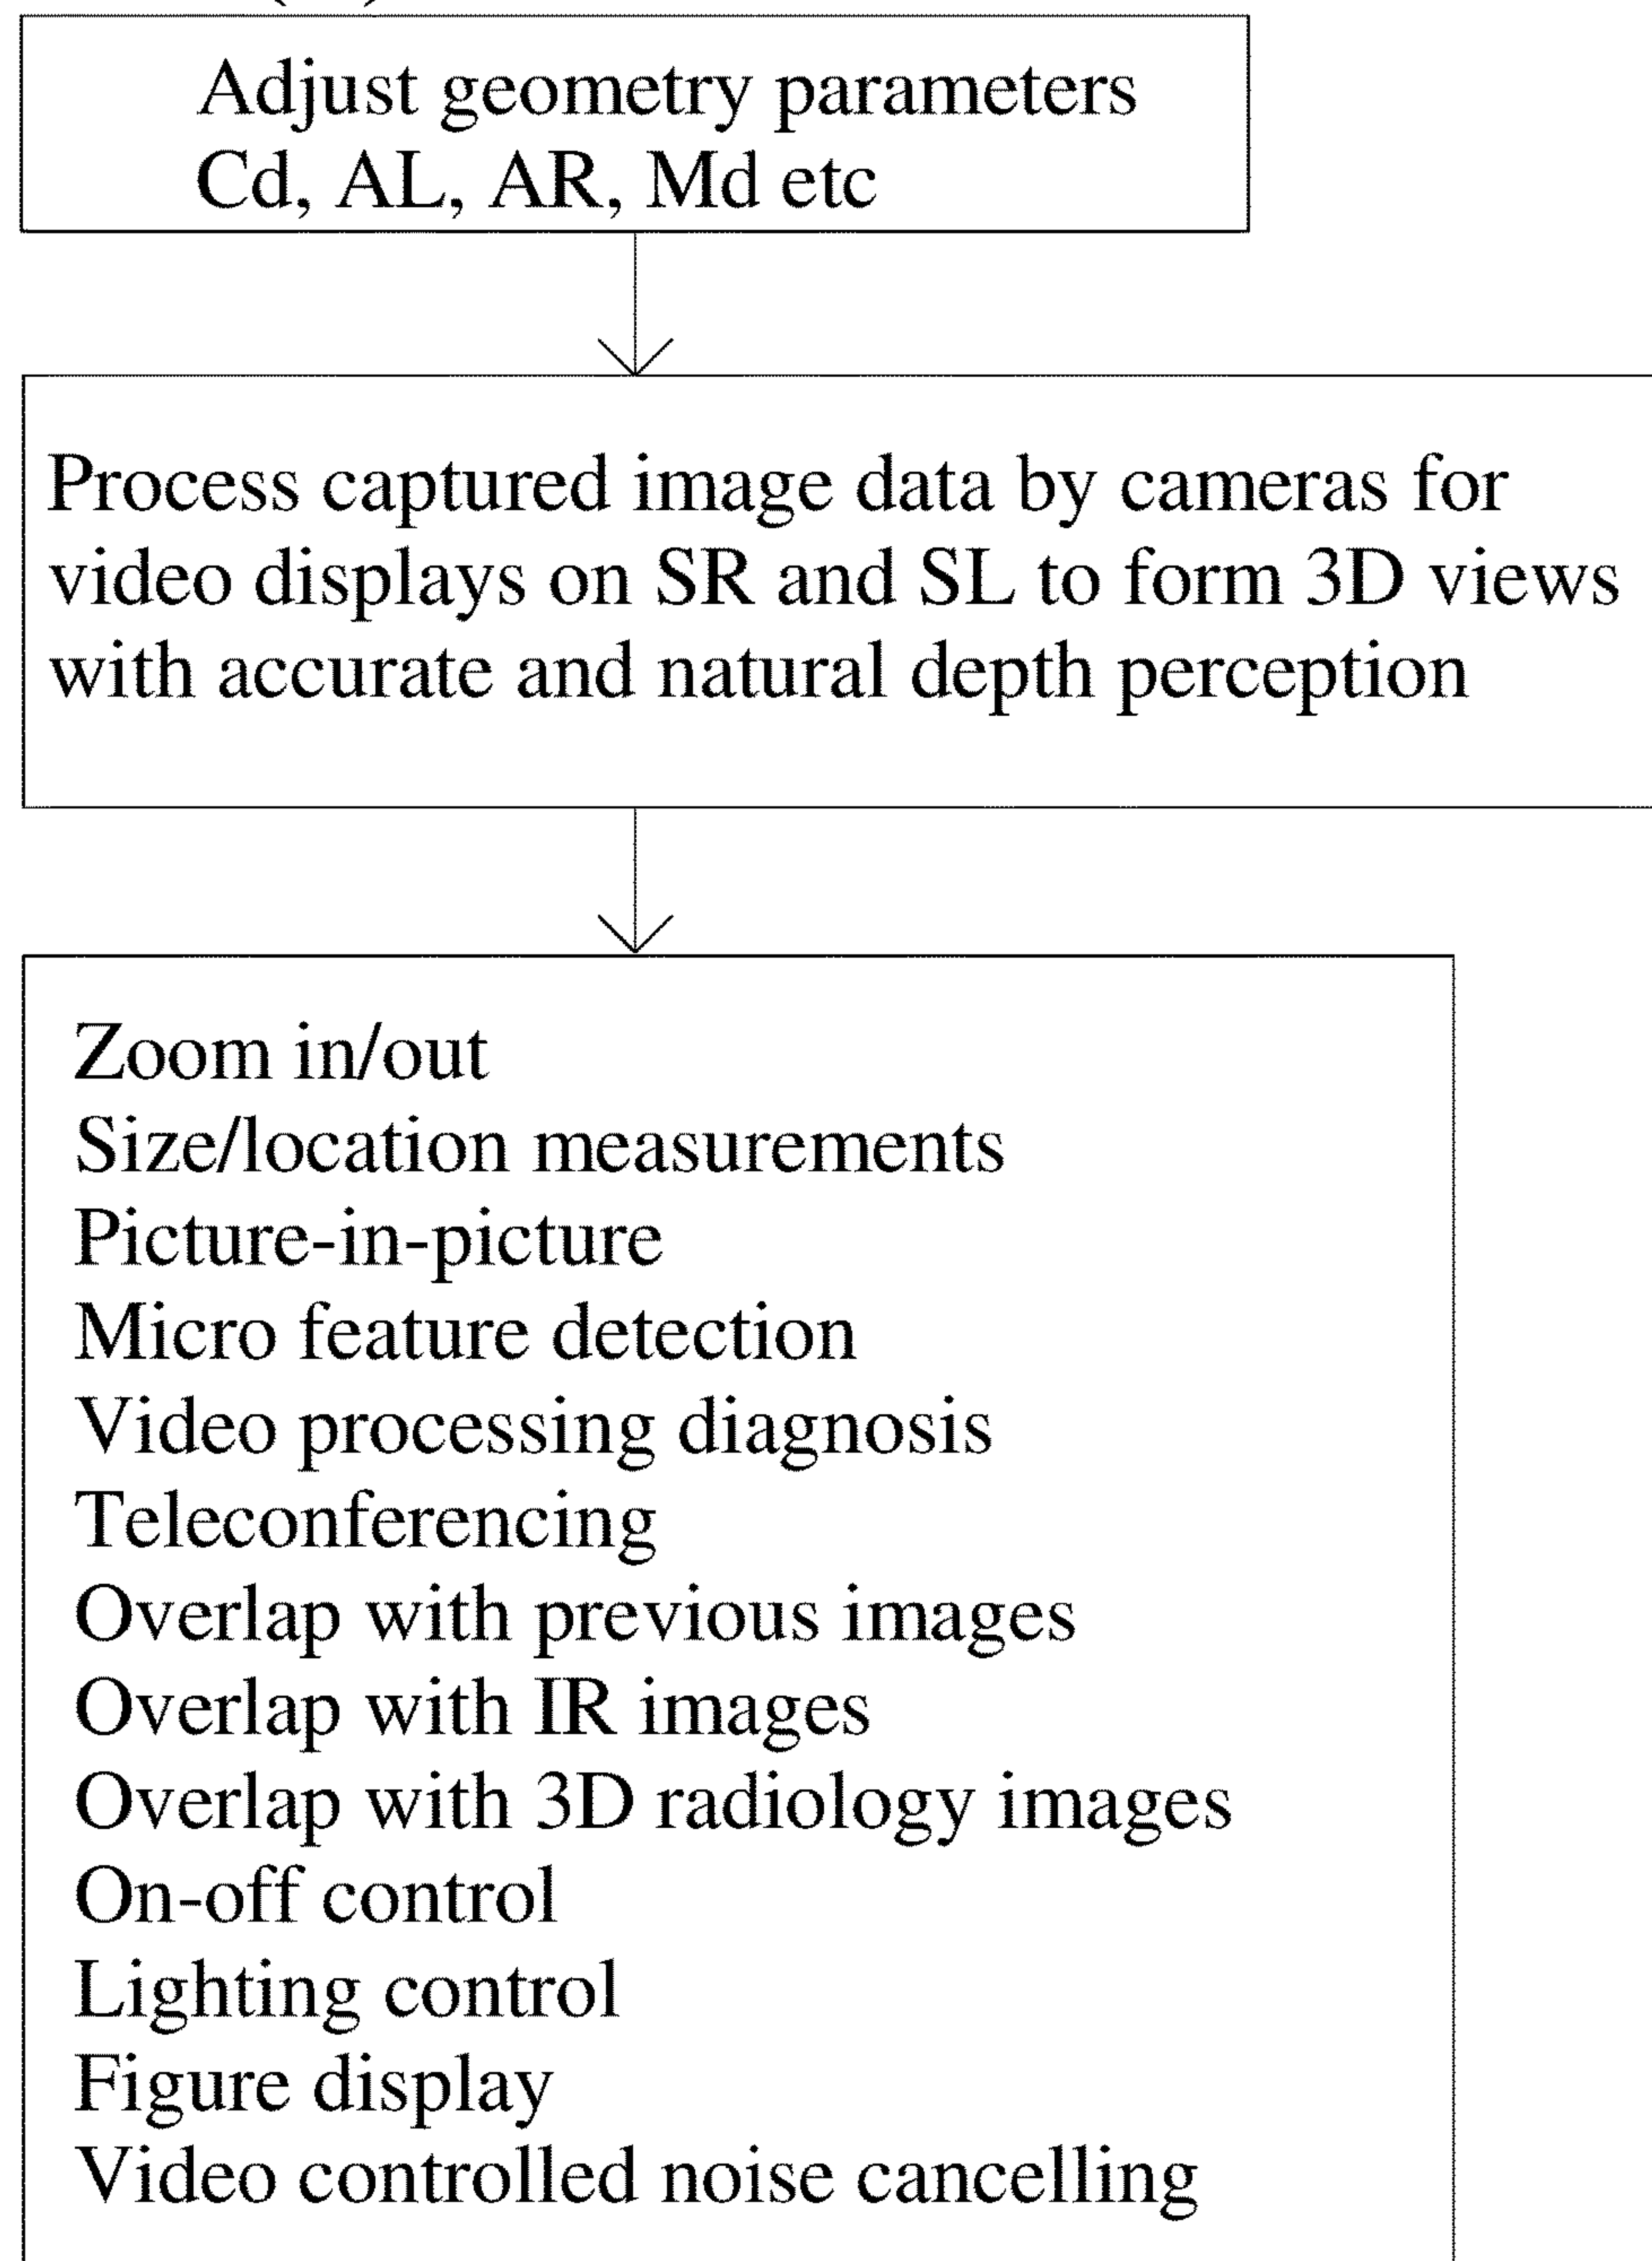 Adjust geometry parameters
Cd, AL, AR, Md etc
Process captured image data by cameras for
video displays on SR and SL to form 3D views
with accurate and natural depth perception
Zoom in/out
Size/location measurements
Picture-in-picture
Micro feature detection
Video processing diagnosis
Teleconferencing
Overlap with previous images
Overlap with IR images
Overlap with 3D radiology images
On-off control
Lighting control
Figure display
Video controlled noise cancelling